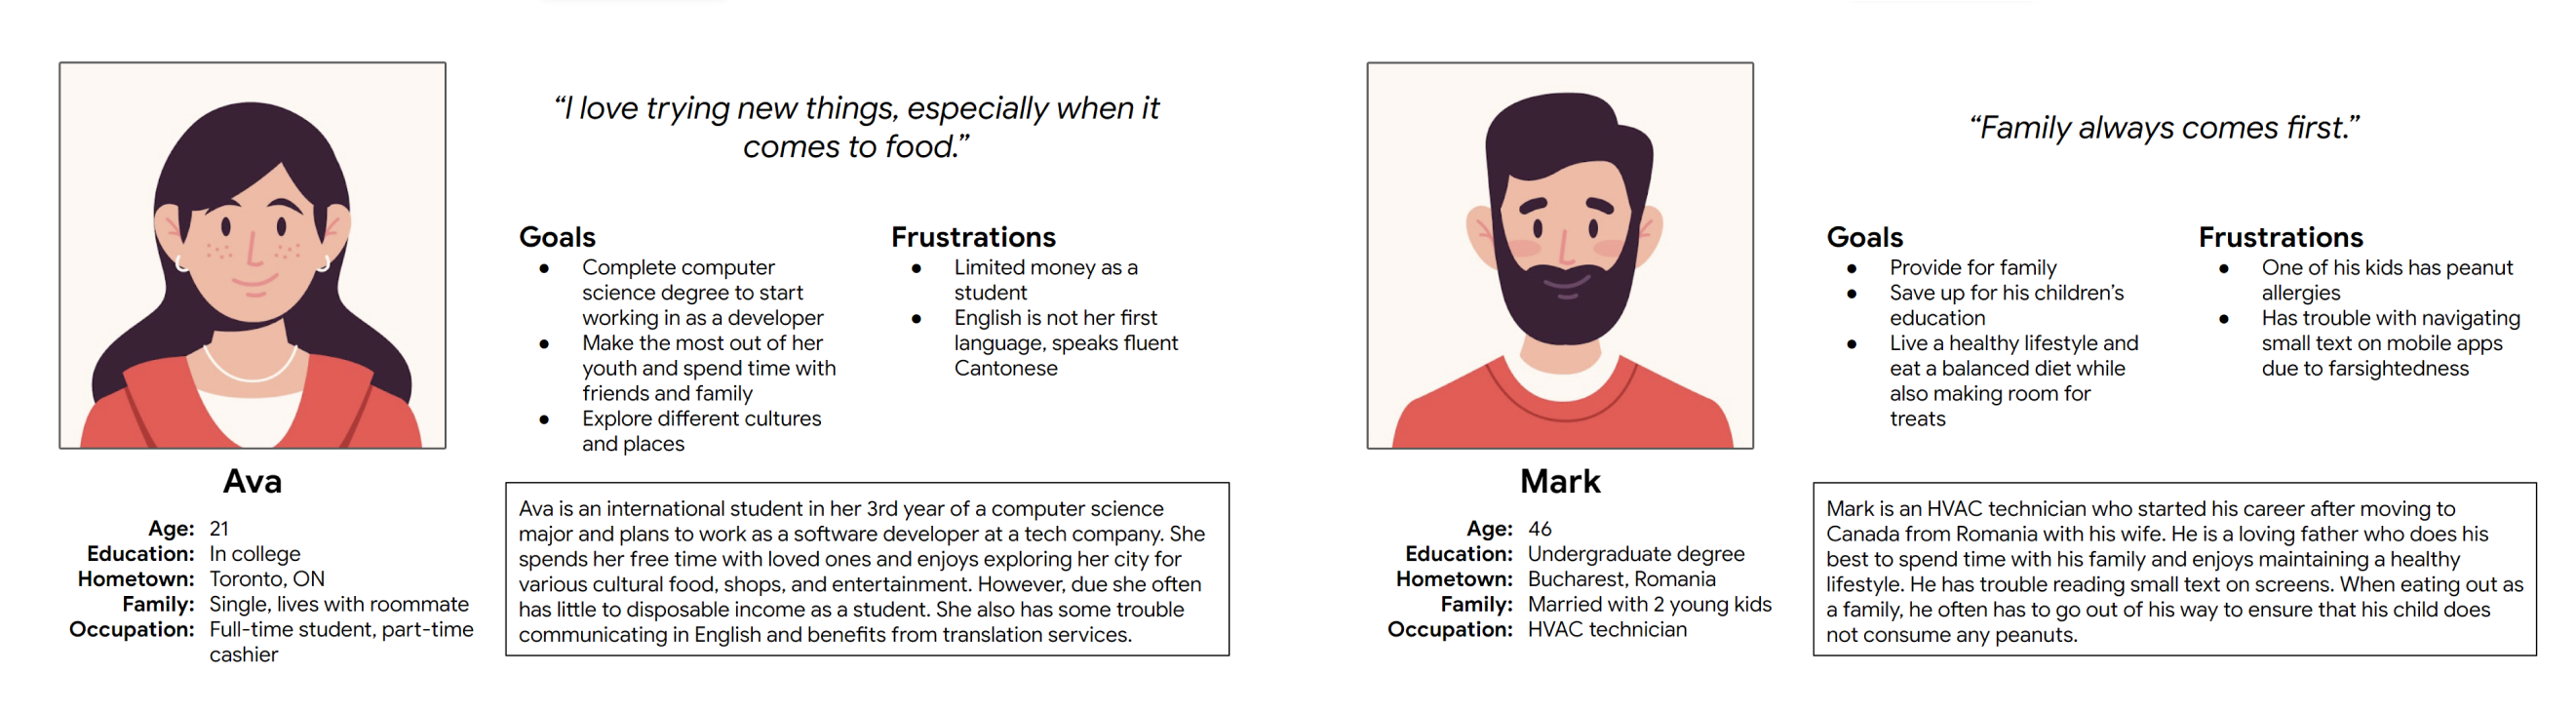 “I love trying new things, especially when it
comes to food.”
Goals
● Complete computer
science degree to start
working in as a developer
● Make the most out of her
youth and spend time with
friends and family
● Explore different cultures
and places
Frustrations
● Limited money as a
student
● English is not her first
language, speaks fluent
Cantonese
Ava
Age: 21
Education: In college
Hometown: Toronto, ON
Family: Single, lives with roommate
Occupation: Full-time student, part-time
cashier
Ava is an international student in her 3rd year of a computer science
major and plans to work as a software developer at a tech company. She
spends her free time with loved ones and enjoys exploring her city for
various cultural food, shops, and entertainment. However, due she often
has little to disposable income as a student. She also has some trouble
communicating in English and benefits from translation services.
“Family always comes first.”
Goals
● Provide for family
● Save up for his children’s
education
● Live a healthy lifestyle and
eat a balanced diet while
also making room for
treats
Frustrations
● One of his kids has peanut
allergies
● Has trouble with navigating
small text on mobile apps
due to farsightedness
Mark
Age: 46
Education: Undergraduate degree
Hometown: Bucharest, Romania
Family: Married with 2 young kids
Occupation: HVAC technician
Mark is an HVAC technician who started his career after moving to
Canada from Romania with his wife. He is a loving father who does his
best to spend time with his family and enjoys maintaining a healthy
lifestyle. He has trouble reading small text on screens. When eating out as
a family, he often has to go out of his way to ensure that his child does
not consume any peanuts.